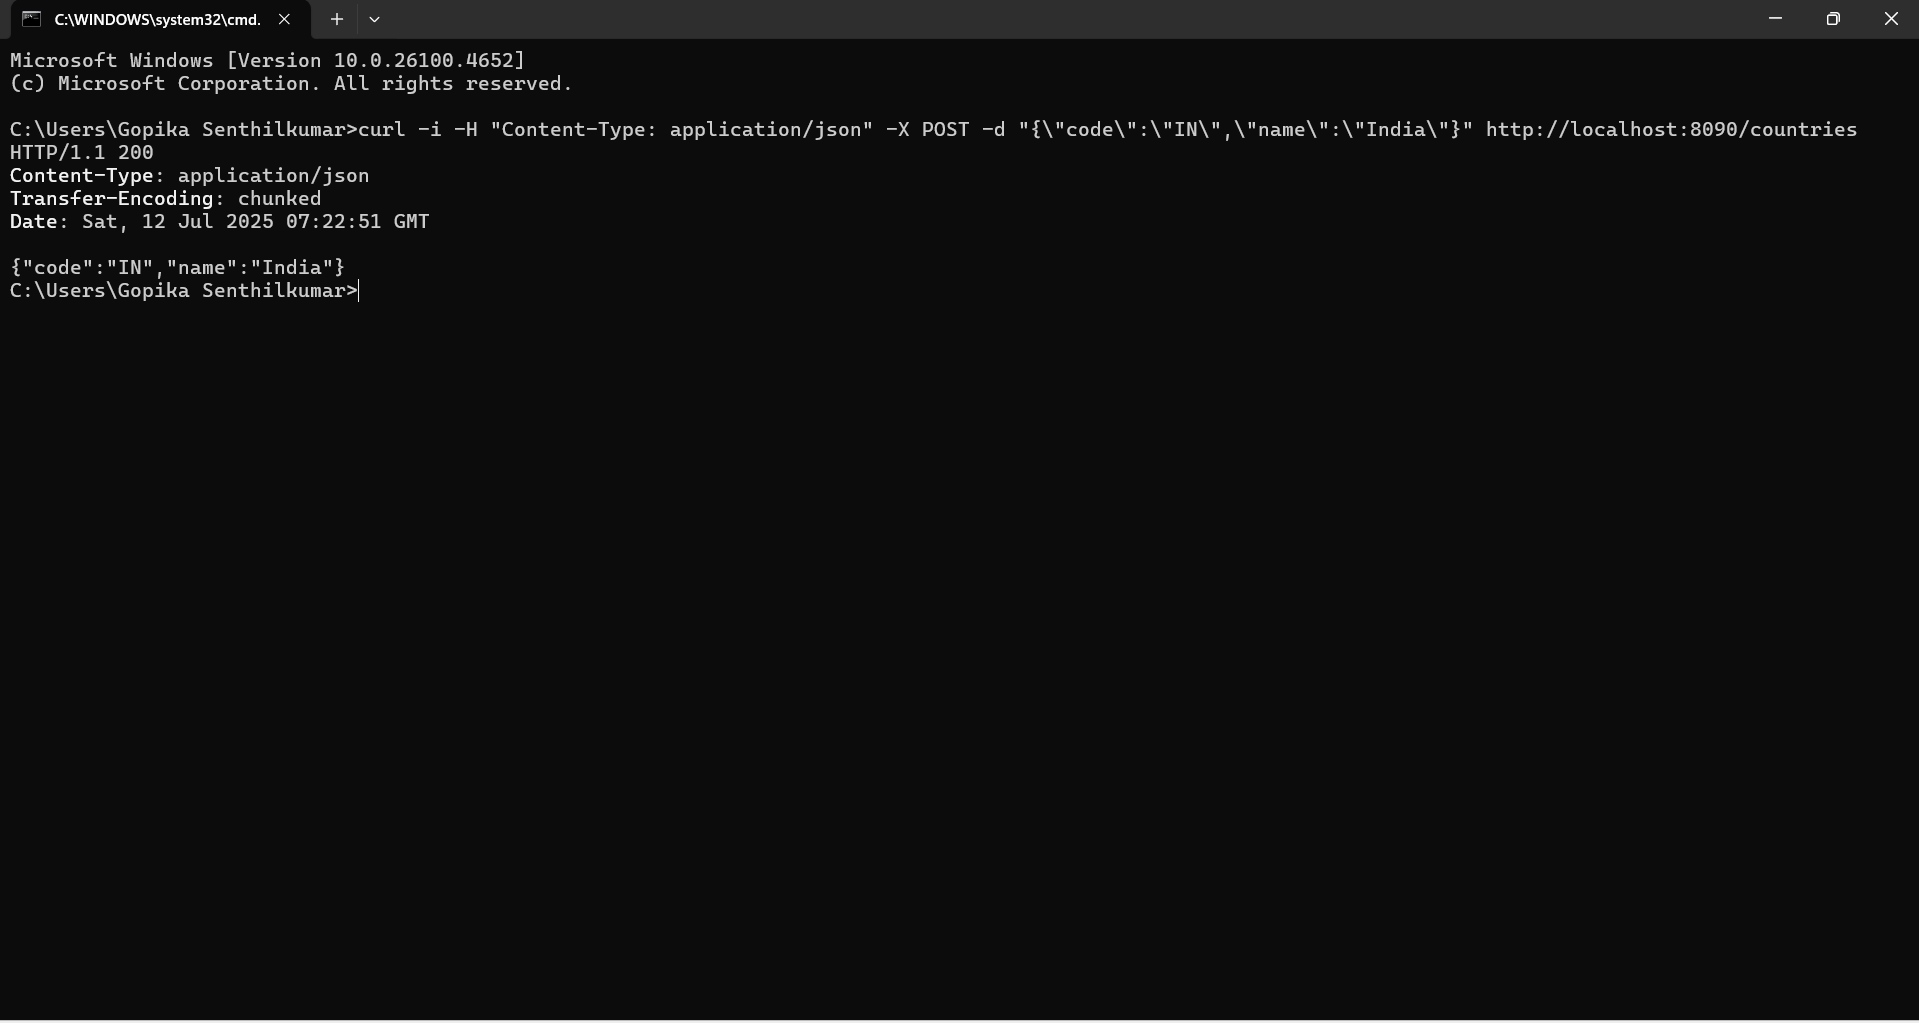 C:\WINDOWS\system32\cmd.
Microsoft Windows [Version 10.0.26100.4652]
(c) Microsoft Corporation. All rights reserved.
C:\Users\Gopika Senthilkumar>curl -i -H "Content-Type: application/json" -X POST -d "{\"code\":\"IN\",\"name\":\"India\"}" http://localhost:8090/countries
HTTP/1.1 200
Content-Type: application/json
Transfer-Encoding: chunked
Date: Sat, 12 Jul 2025 07:22:51 GMT
{"code":"IN","name":"India"}
C:\Users\Gopika Senthilkumar>